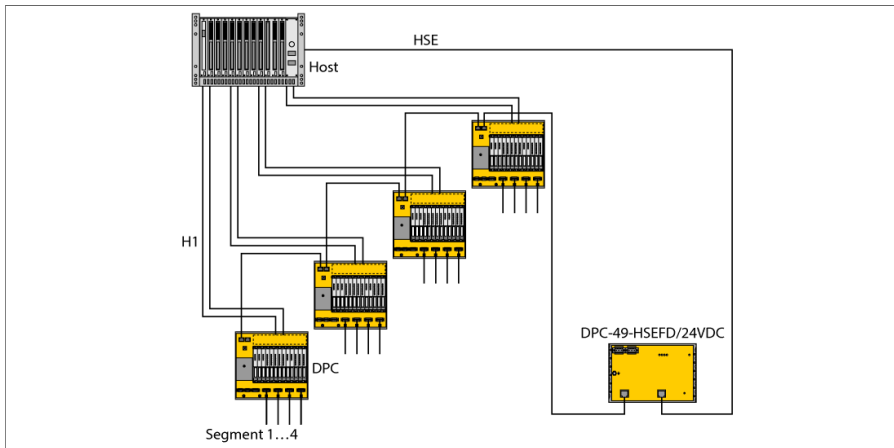 HSE
Host
H1
DPC-49-HSEFD/24VDC
DPC
Segment 1…4